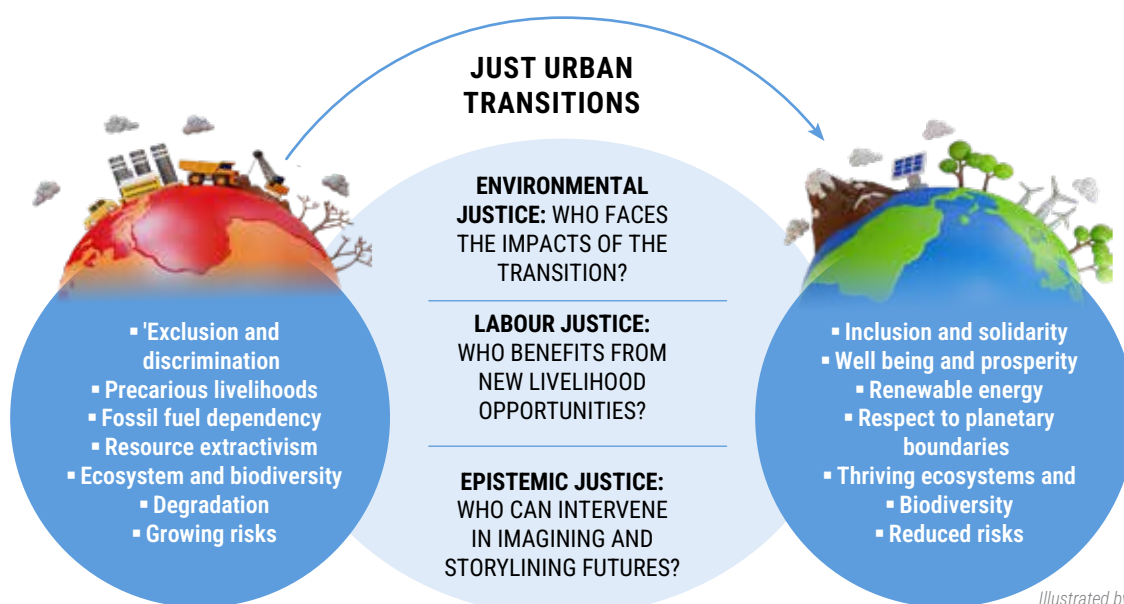 JUST URBAN
TRANSITIONS
▪ 'Exclusion and
discrimination
▪ Precarious livelihoods
▪ Fossil fuel dependency
▪ Resource extractivism
▪ Ecosystem and biodiversity
▪ Degradation
▪ Growing risks
ENVIRONMENTAL
JUSTICE: WHO FACES
THE IMPACTS OF THE
TRANSITION?
LABOUR JUSTICE:
WHO BENEFITS FROM
NEW LIVELIHOOD
OPPORTUNITIES?
EPISTEMIC JUSTICE:
WHO CAN INTERVENE
IN IMAGINING AND
STORYLINING FUTURES?
▪ Inclusion and solidarity
▪ Well being and prosperity
▪ Renewable energy
▪ Respect to planetary
boundaries
▪ Thriving ecosystems and
▪ Biodiversity
▪ Reduced risks
Illustrated by